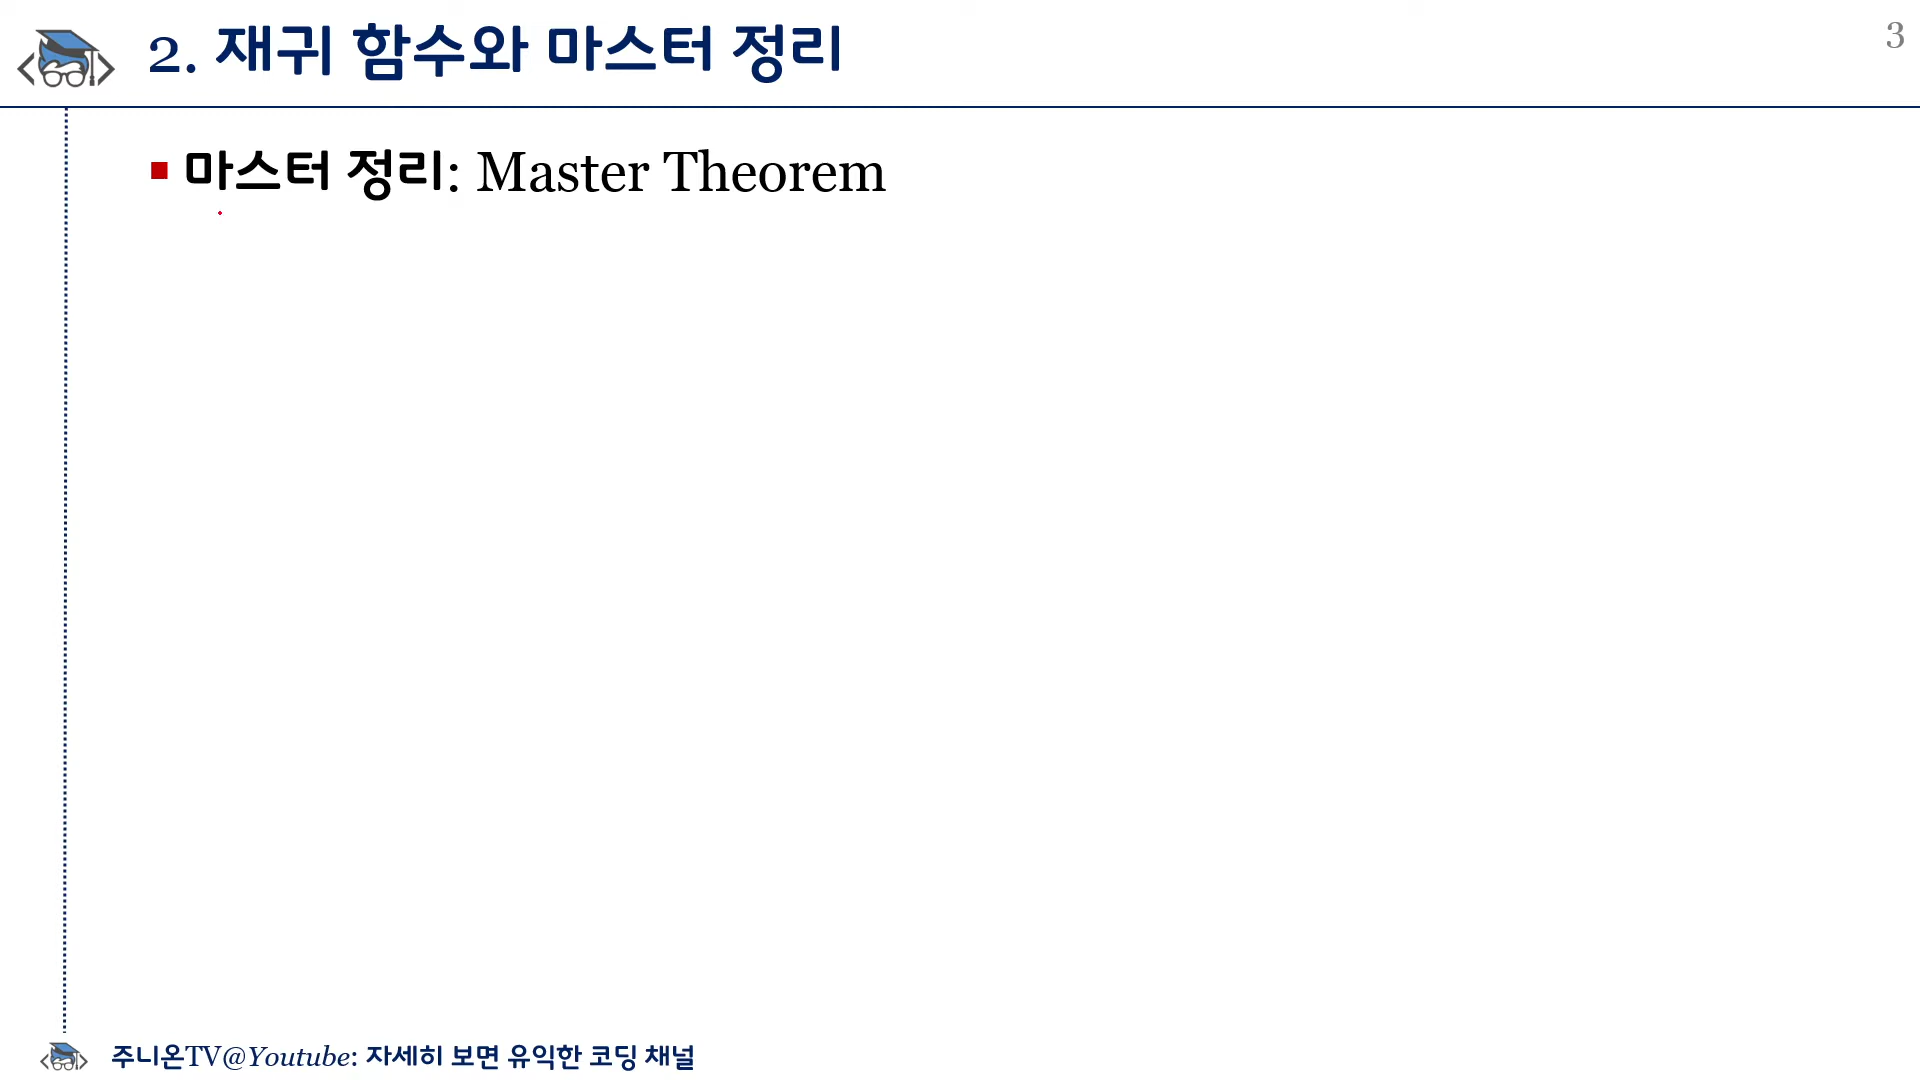 2. 재귀 함수와 마스터 정리
3
마스터 정리: Master Theorem
주니온TV@Youtube: 자세히 보면 유익한 코딩 채널